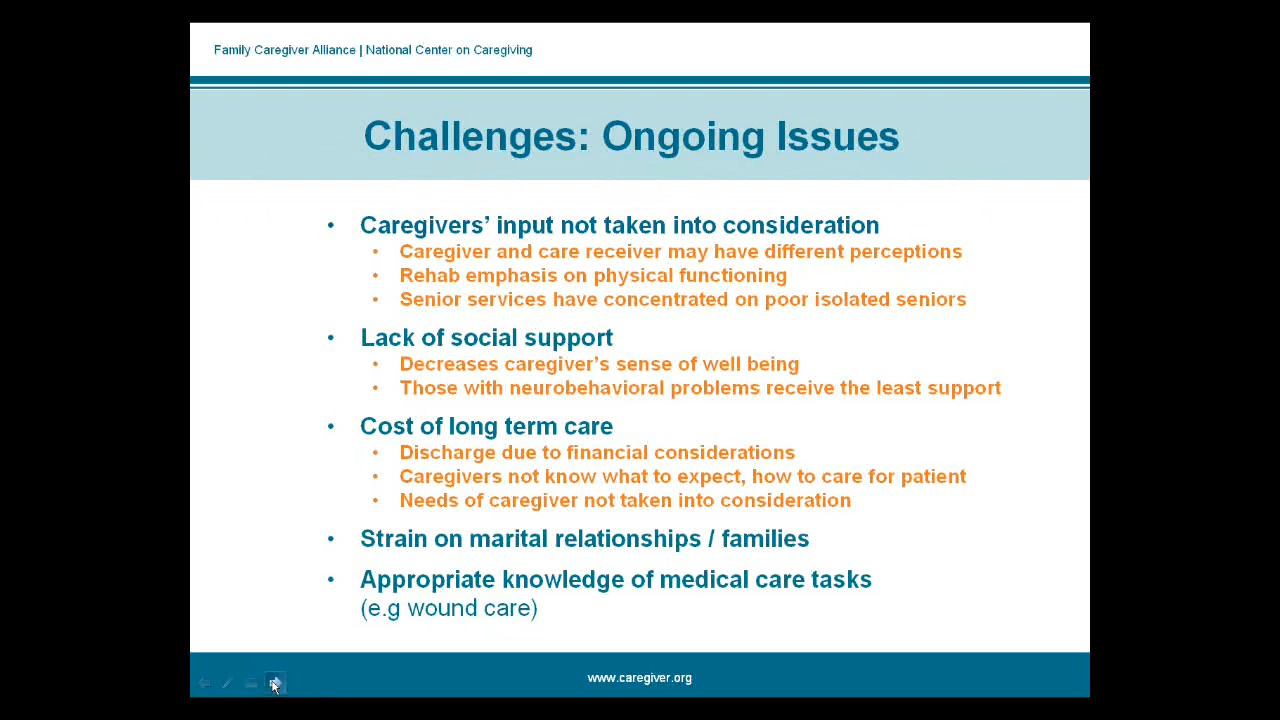 Family Caregiver Alliance | National Center on Caregiving
Challenges: Ongoing Issues
• Caregivers’ input not taken into consideration
• Caregiver and care receiver may have different perceptions
• Rehab emphasis on physical functioning
• Senior services have concentrated on poor isolated seniors
• Lack of social support
• Decreases caregiver’s sense of well being
• Those with neurobehavioral problems receive the least support
• Cost of long term care
• Discharge due to financial considerations
• Caregivers not know what to expect, how to care for patient
• Needs of caregiver not taken into consideration
• Strain on marital relationships / families
• Appropriate knowledge of medical care tasks
(e.g wound care)
www.caregiver.org